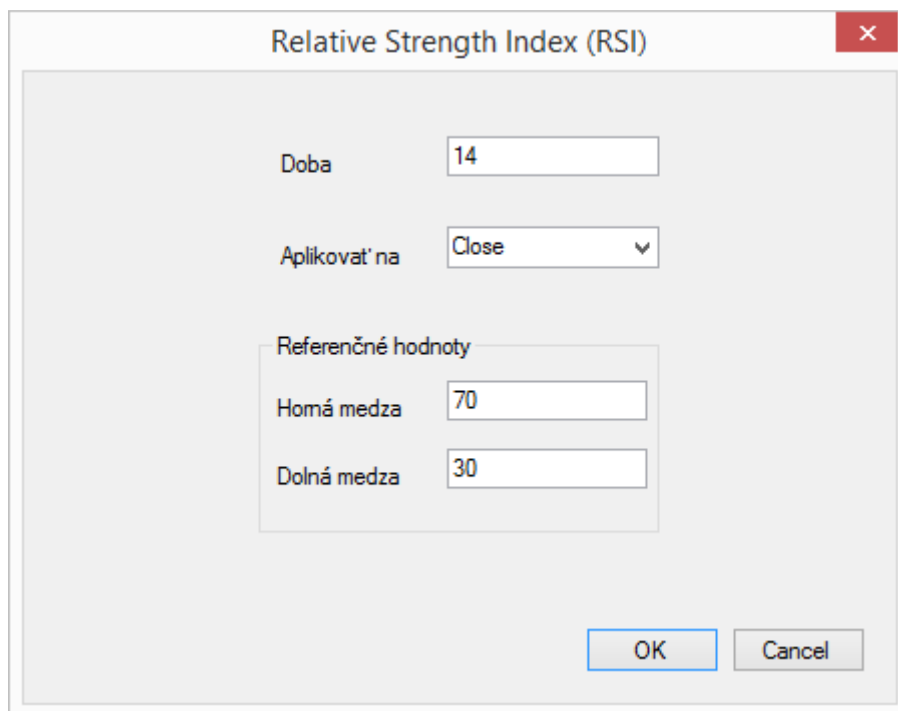 Relative Strength Index (RSI)
Doba 14
Aplikovať na Close
Referenčné hodnoty
Horná medza 70
Dolná medza 30
OK Cancel